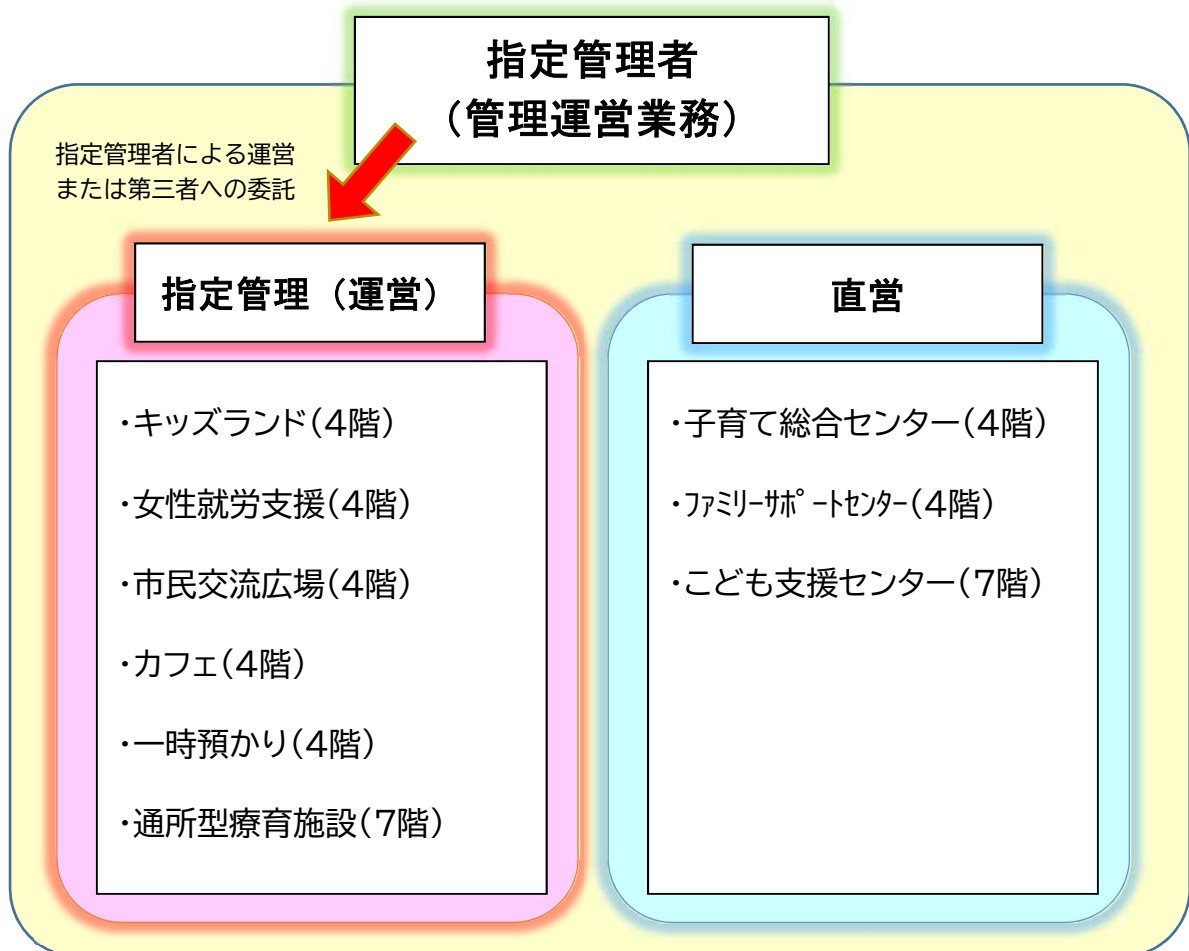 指定管理者
（管理運営業務）
指定管理者による運営
または第三者への委託
指定管理（運営）
・キッズランド（4階）
・女性就労支援（4階）
・市民交流広場（4階）
・カフェ（4階）
・一時預かり（4階）
・通所型療育施設（7階）
直営
・子育て総合センター（4階）
・ﾌｧﾐﾘｰｻﾎﾟｰﾄｾﾝﾀｰ（4階）
・こども支援センター（7階）